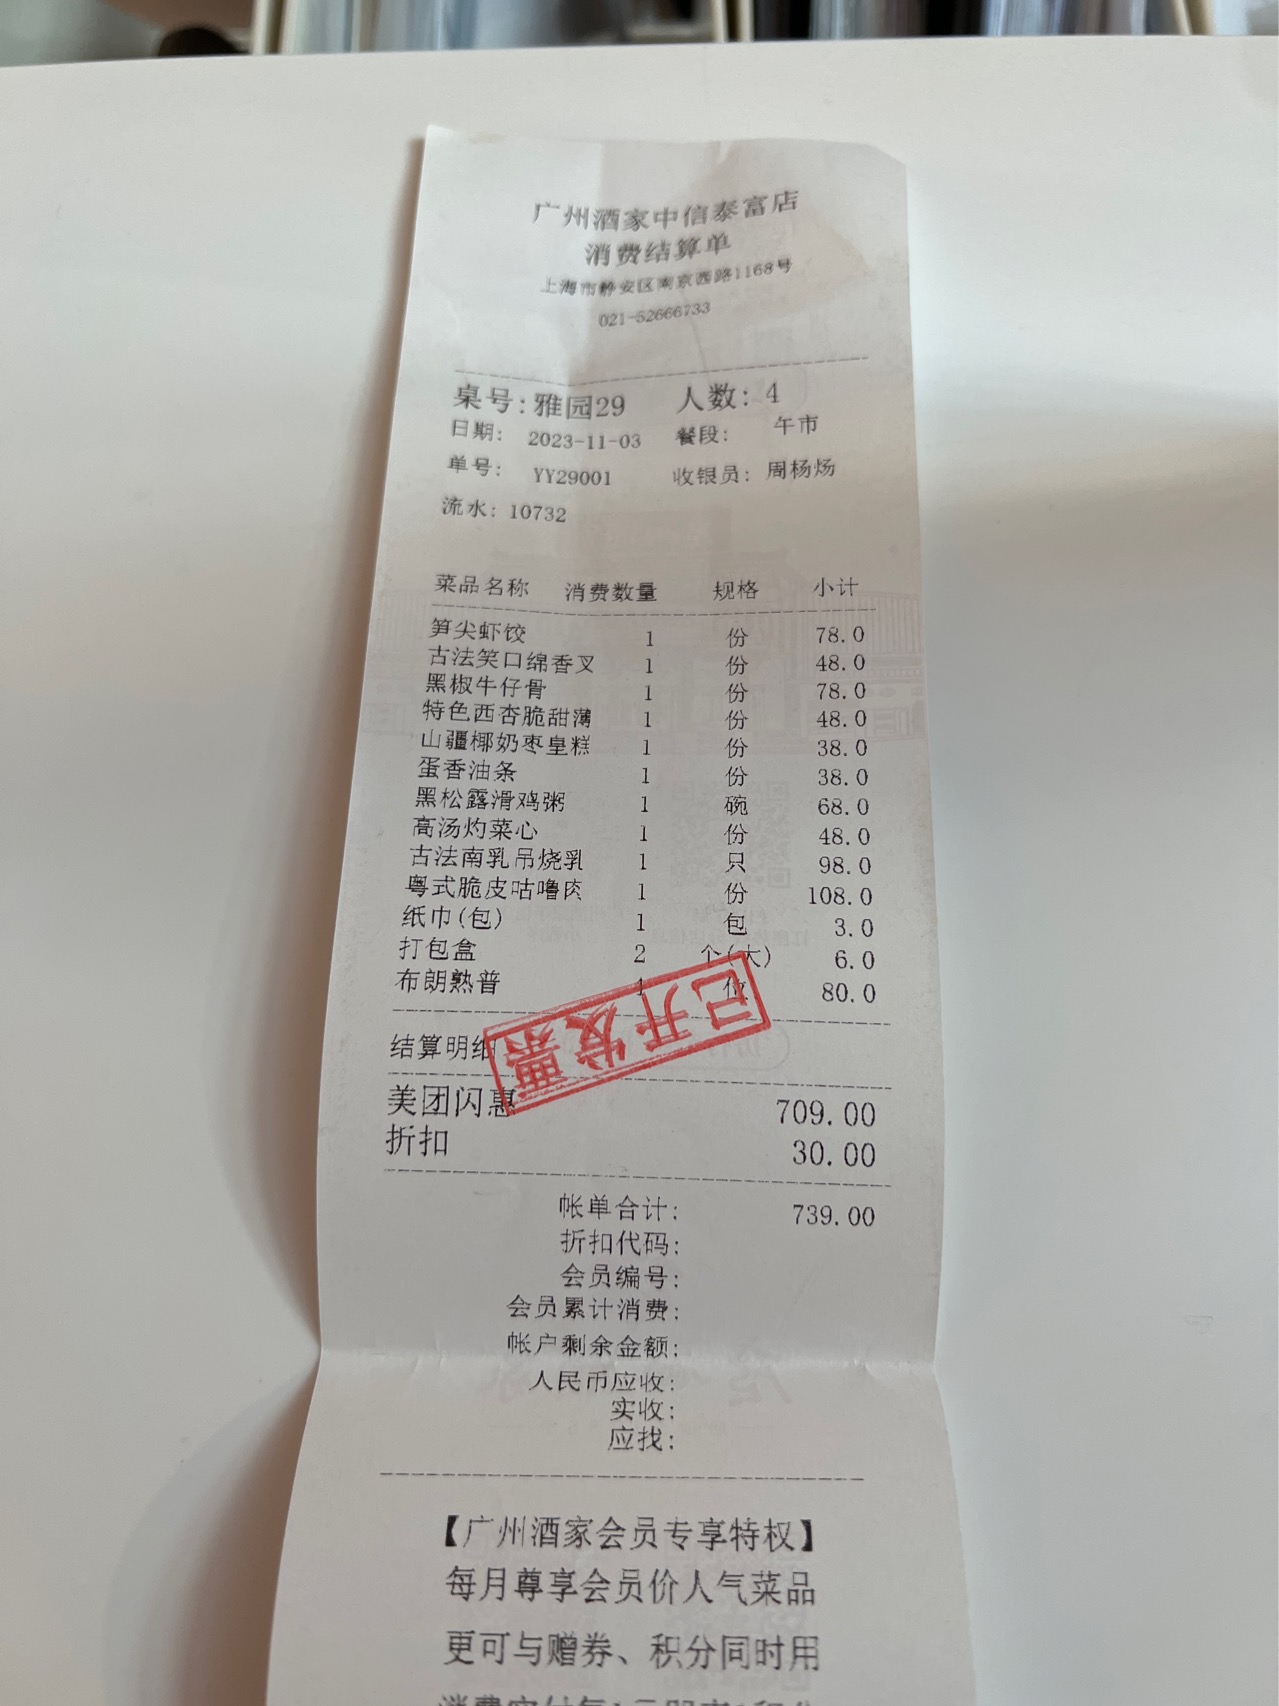 广州酒家中信泰富店
消费结算单
上海市静安区南京西路1168号
021-52666733
桌号:雅园29 人数: 4
日期: 2023-11-03 餐段: 午市
单号: YY29001 收银员: 周杨炀
流水: 10732
菜品名称 消费数量 规格 小计
笋尖虾饺 1 份 78.0
古法笑口绵香叉 1 份 48.0
黑椒牛仔骨 1 份 78.0
特色西杏脆甜薄 1 份 48.0
山疆椰奶枣皇糕 1 份 38.0
蛋香油条 1 份 38.0
黑松露滑鸡粥 1 碗 68.0
高汤灼菜心 1 份 48.0
古法南乳吊烧乳 1 只 98.0
粤式脆皮咕噜肉 1 份 108.0
纸巾(包) 1 包 3.0
打包盒 2 个(大) 6.0
布朗熟普 4 位 80.0
已开发票
结算明细
美团闪惠 709.00
折扣 30.00
帐单合计: 739.00
折扣代码:
会员编号:
会员累计消费:
帐户剩余金额:
人民币应收:
实收:
应找:
【广州酒家会员专享特权】
每月尊享会员价人气菜品
更可与赠券、积分同时用